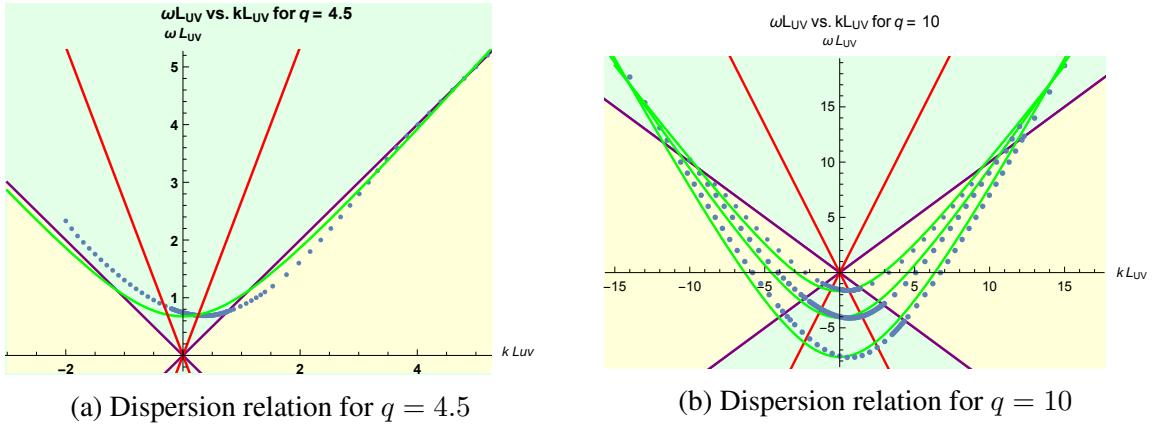 ωL_UV vs. kL_UV for q = 4.5
ω L_UV
5
4
3
2
1
−2
2
4
k Luv
(a) Dispersion relation for q = 4.5
ωL_UV vs. kL_UV for q = 10
ω L_UV
15
10
5
−5
−15
−10
−5
5
10
15
k L_UV
(b) Dispersion relation for q = 10